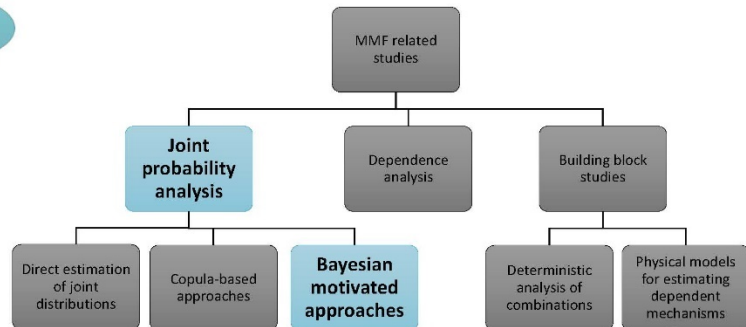 MMF related
studies
Joint
probability
analysis
Dependence
analysis
Building block
studies
Direct estimation
of joint
distributions
Copula-based
approaches
Bayesian
motivated
approaches
Deterministic
analysis of
combinations
Physical models
for estimating
dependent
mechanisms